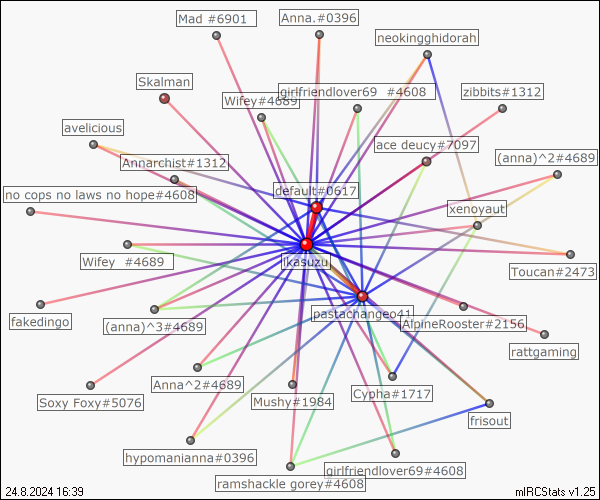 Mad #6901
Anna.#0396
neokingghidorah
Skalman
girlfriendlover69  #4608
zibbits#1312
Wifey#4689
avelicious
ace deucy#7097
Annarchist#1312
(anna)^2#4689
default#0617
no cops no laws no hope#4608
xenoyaut
Wifey  #4689
ikasuzu
Toucan#2473
fakedingo
(anna)^3#4689
pastachangeo41
AlpineRooster#2156
rattgaming
Anna^2#4689
Cypha#1717
Soxy Foxy#5076
Mushy#1984
frisout
hypomanianna#0396
girlfriendlover69#4608
ramshackle gorey#4608
24.8.2024 16:39
mIRCStats v1.25